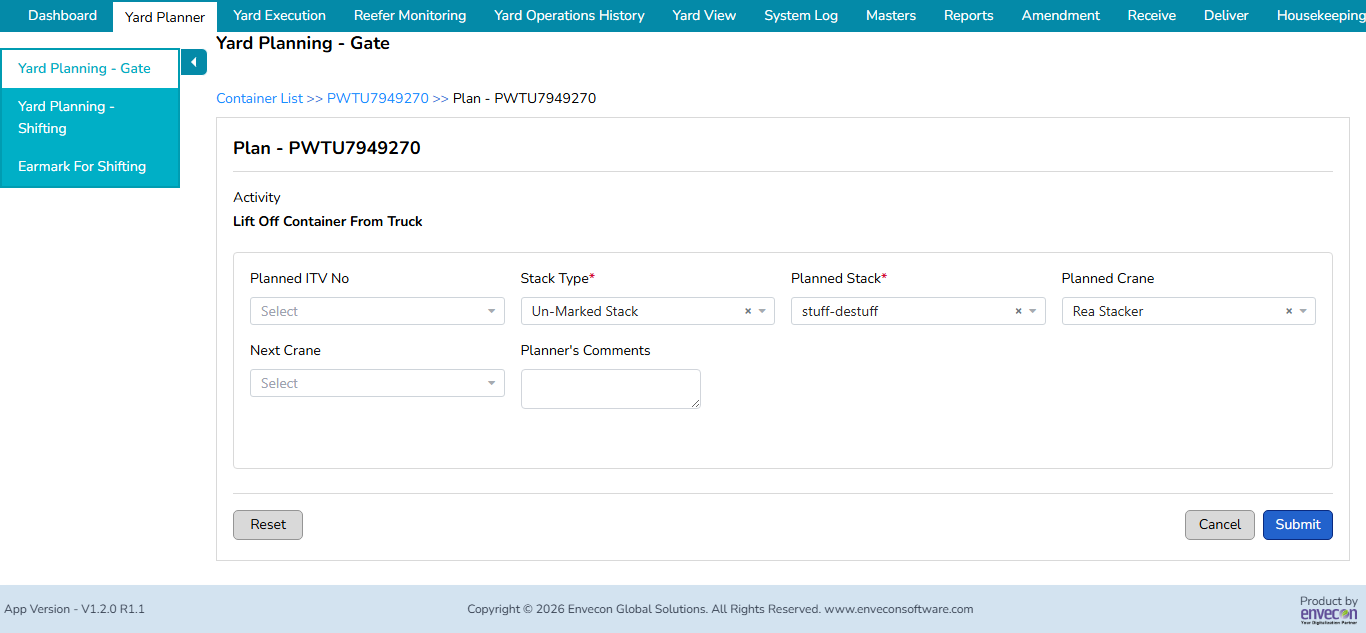 Dashboard Yard Planner Yard Execution Reefer Monitoring Yard Operations History Yard View System Log Masters Reports Amendment Receive Deliver Housekeeping
Yard Planning - Gate
Yard Planning - Gate
Yard Planning -
Shifting
Earmark For Shifting
Container List >> PWTU7949270 >> Plan - PWTU7949270
Plan - PWTU7949270
Activity
Lift Off Container From Truck
Planned ITV No Stack Type* Planned Stack* Planned Crane
Select Un-Marked Stack × stuff-destuff × Rea Stacker ×
Next Crane Planner's Comments
Select
Reset Cancel Submit
App Version - V1.2.0 R1.1 Copyright © 2026 Envecon Global Solutions. All Rights Reserved. www.enveconsoftware.com
Product by
envecon
Your Digitalization Partner